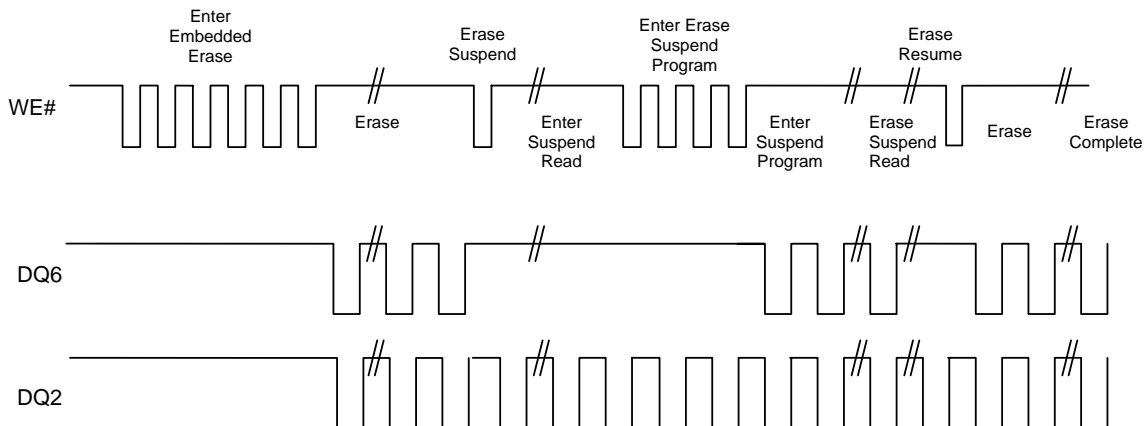 Enter
Embedded
Erase
Erase
Suspend
Enter Erase
Suspend
Program
Erase
Resume
WE#
Erase
Enter
Suspend
Read
Enter
Suspend
Program
Erase
Suspend
Read
Erase
Erase
Complete
DQ6
DQ2